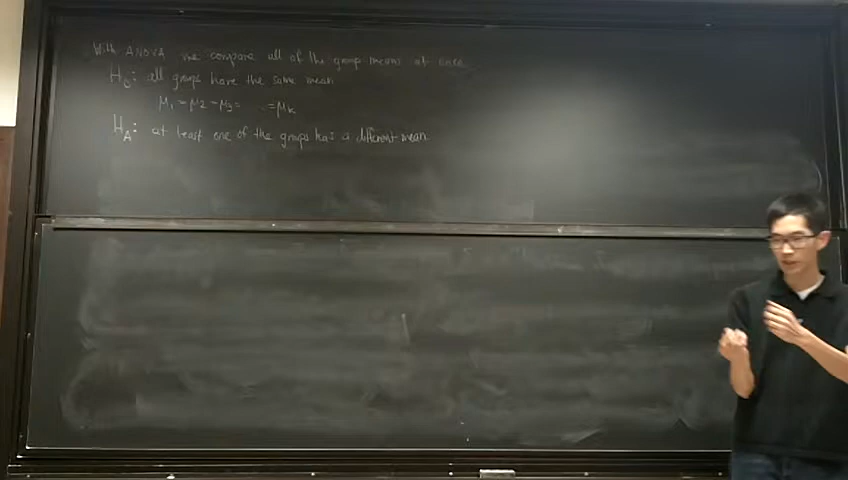 With ANOVA we compare all of the group means at once.
H₀: all groups have the same mean
μ₁ = μ₂ = μ₃ = ... = μₖ
H_A: at least one of the groups has a different mean.